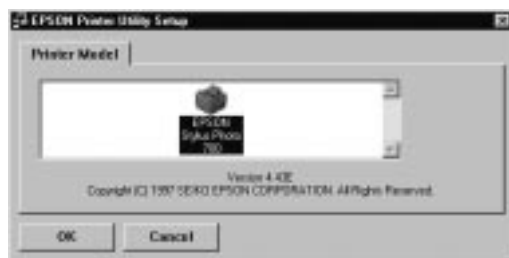 EPSON Printer Utility Setup
Printer Model
EPSON
Stylus Photo
700
Version 4.43E
Copyright (C) 1997 SEIKO EPSON CORPORATION. All Rights Reserved.
OK
Cancel